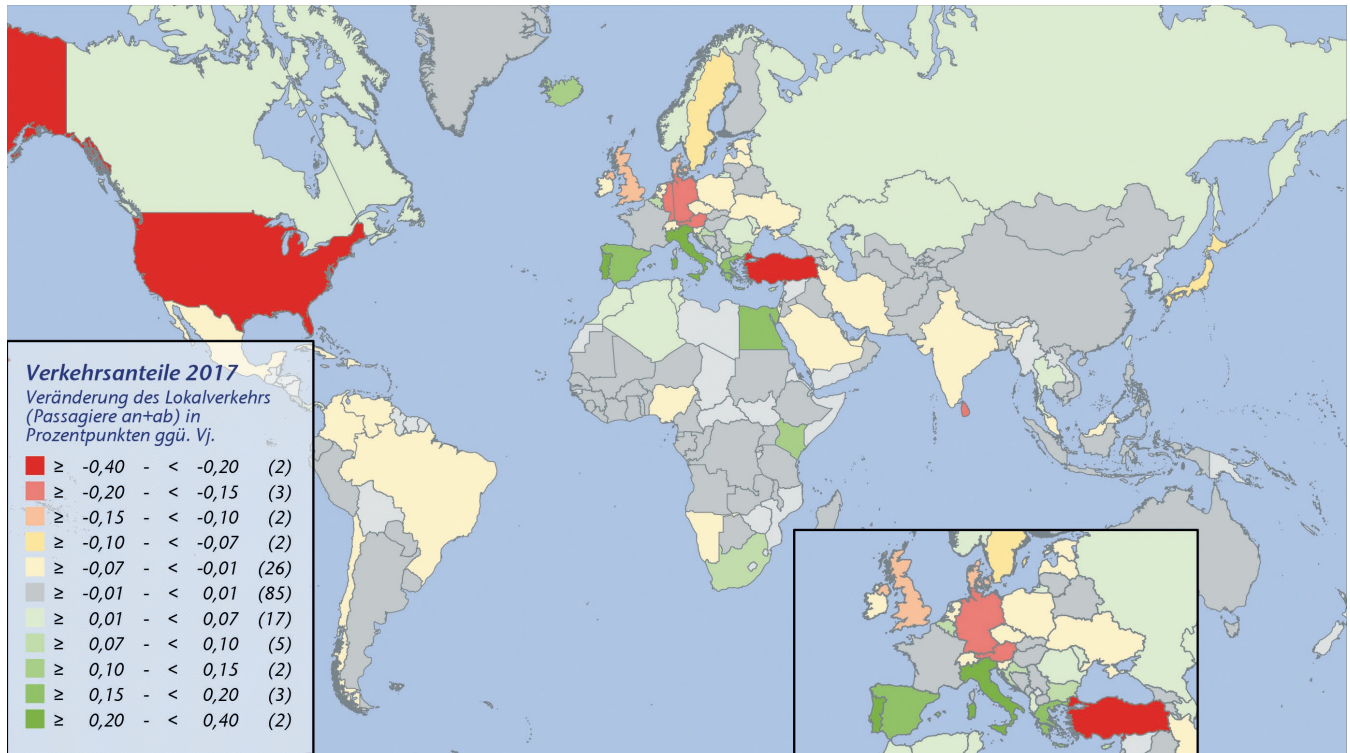 Verkehrsanteile 2017
Veränderung des Lokalverkehrs
(Passagiere an+ab) in
Prozentpunkten ggü. Vj.
≥ -0,40 - < -0,20 (2)
≥ -0,20 - < -0,15 (3)
≥ -0,15 - < -0,10 (2)
≥ -0,10 - < -0,07 (2)
≥ -0,07 - < -0,01 (26)
≥ -0,01 - < 0,01 (85)
≥ 0,01 - < 0,07 (17)
≥ 0,07 - < 0,10 (5)
≥ 0,10 - < 0,15 (2)
≥ 0,15 - < 0,20 (3)
≥ 0,20 - < 0,40 (2)